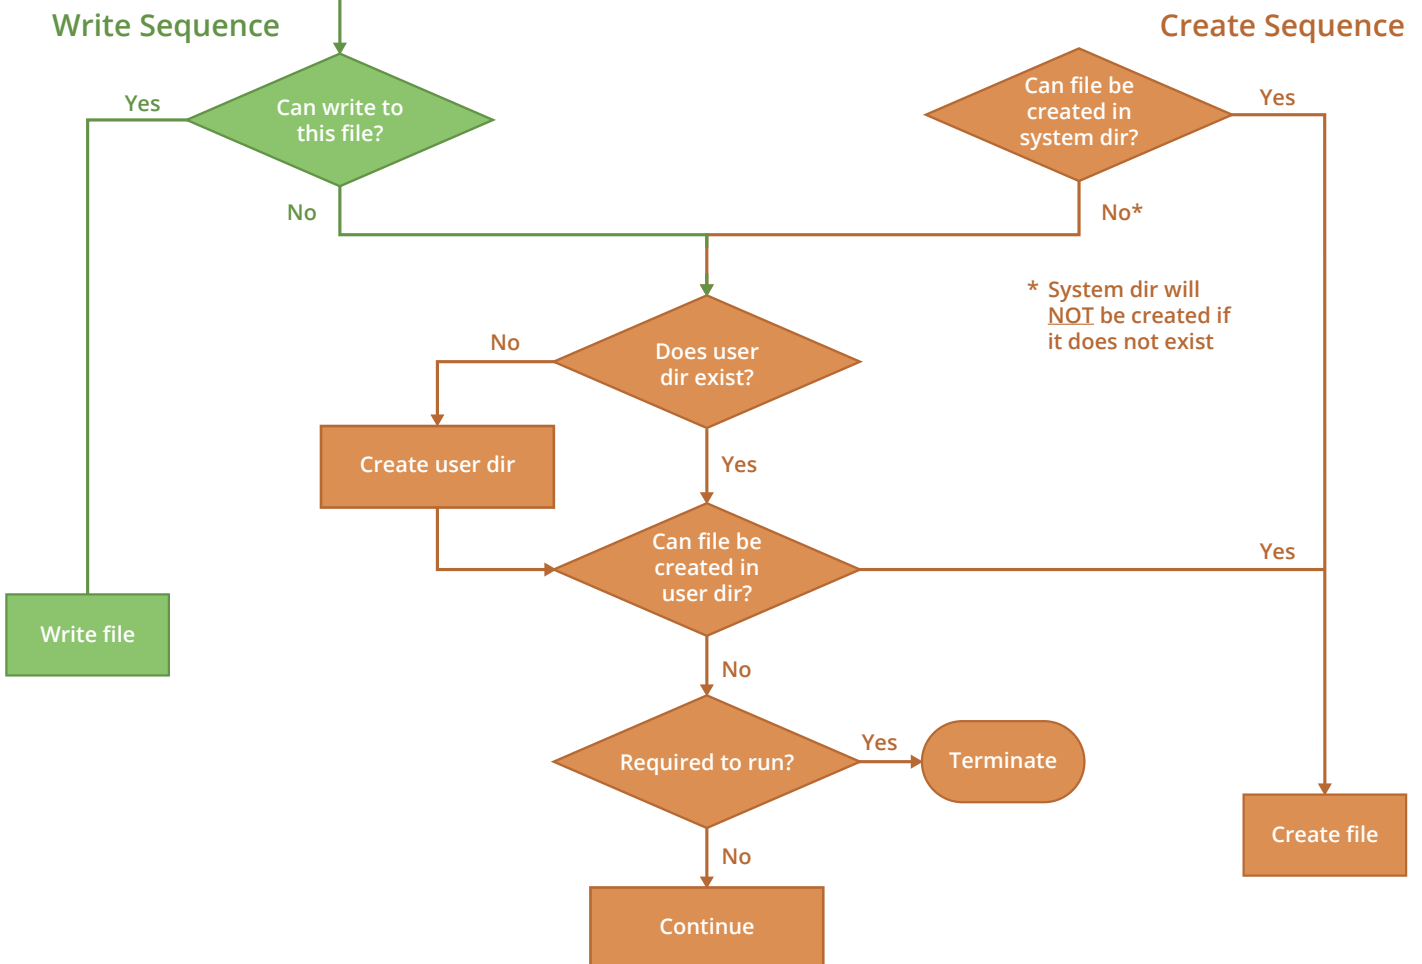 Write Sequence
Create Sequence
Can write to
this file?
Yes
No
Can file be
created in
system dir?
Yes
No*
* System dir will
NOT be created if
it does not exist
Does user
dir exist?
No
Create user dir
Yes
Can file be
created in
user dir?
Yes
Write file
No
Required to run?
Yes
Terminate
Create file
No
Continue